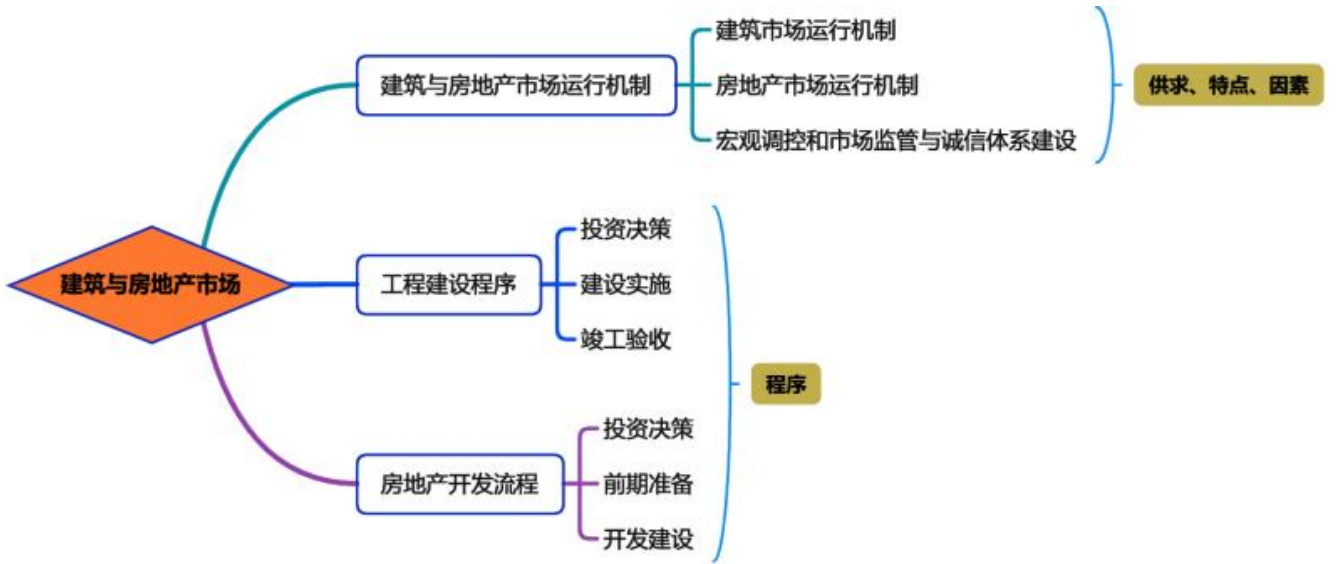 建筑与房地产市场
建筑与房地产市场运行机制
建筑市场运行机制
房地产市场运行机制
宏观调控和市场监管与诚信体系建设
供求、特点、因素
工程建设程序
投资决策
建设实施
竣工验收
房地产开发流程
投资决策
前期准备
开发建设
程序